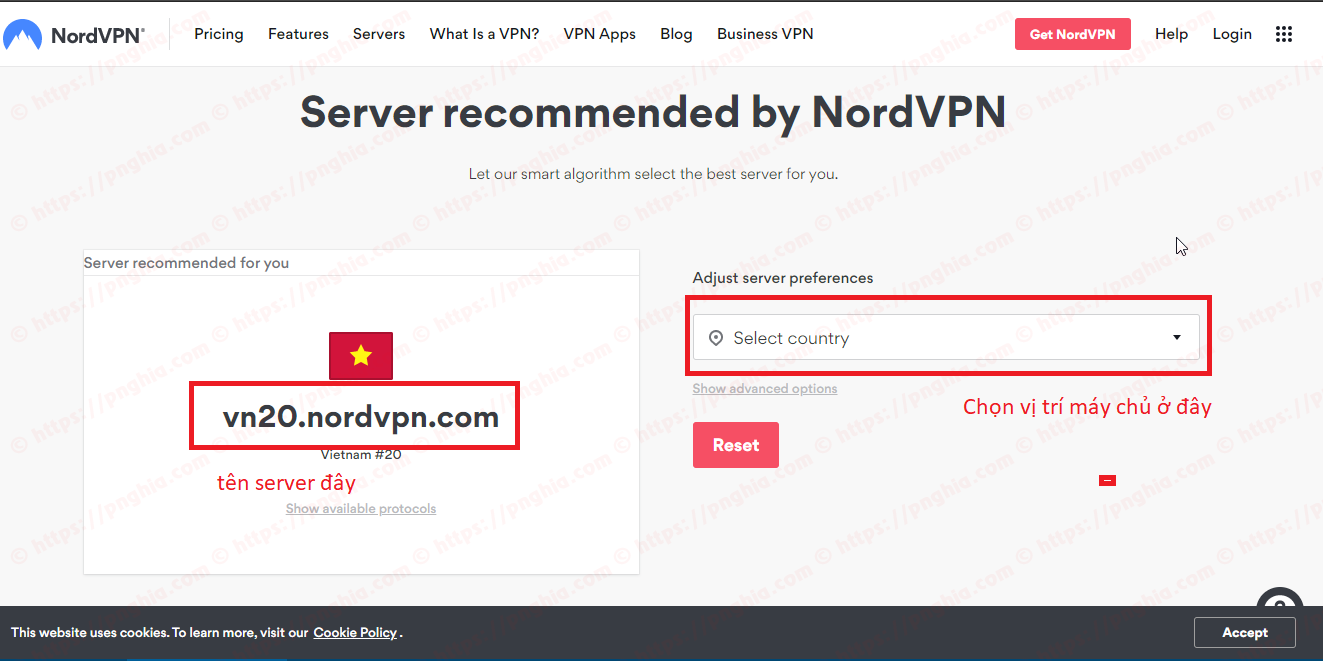 NordVPN®
Pricing Features Servers What Is a VPN? VPN Apps Blog Business VPN Get NordVPN Help Login
Server recommended by NordVPN
Let our smart algorithm select the best server for you.
Server recommended for you
vn20.nordvpn.com
Vietnam #20
tên server đây
Show available protocols
Adjust server preferences
Select country
Show advanced options
Chọn vị trí máy chủ ở đây
Reset
This website uses cookies. To learn more, visit our Cookie Policy .
Accept
© https://pnghia.com